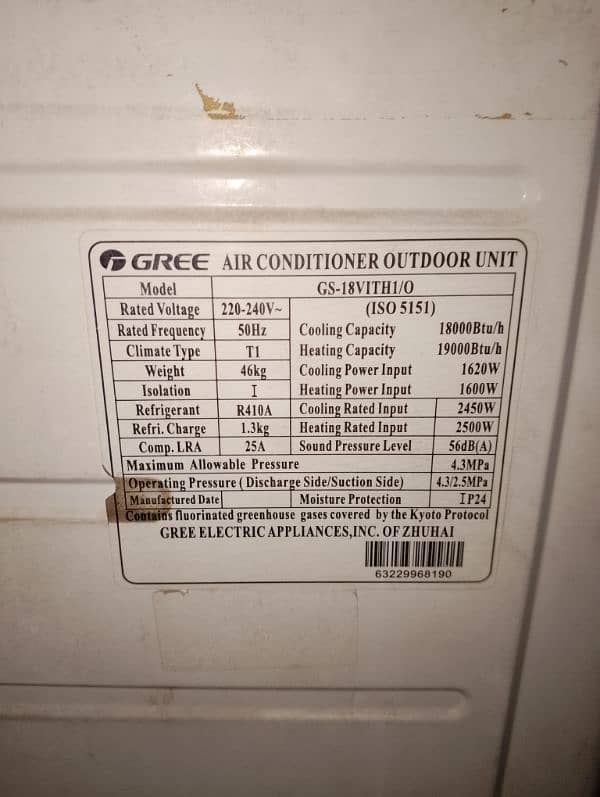 GREE AIR CONDITIONER OUTDOOR UNIT
Model GS-18VITH1/O
Rated Voltage 220-240V~ (ISO 5151)
Rated Frequency 50Hz Cooling Capacity 18000Btu/h
Climate Type T1 Heating Capacity 19000Btu/h
Weight 46kg Cooling Power Input 1620W
Isolation I Heating Power Input 1600W
Refrigerant R410A Cooling Rated Input 2450W
Refri. Charge 1.3kg Heating Rated Input 2500W
Comp. LRA 25A Sound Pressure Level 56dB(A)
Maximum Allowable Pressure 4.3MPa
Operating Pressure (Discharge Side/Suction Side) 4.3/2.5MPa
Manufactured Date Moisture Protection IP24
Contains fluorinated greenhouse gases covered by the Kyoto Protocol
GREE ELECTRIC APPLIANCES,INC. OF ZHUHAI
63229968190